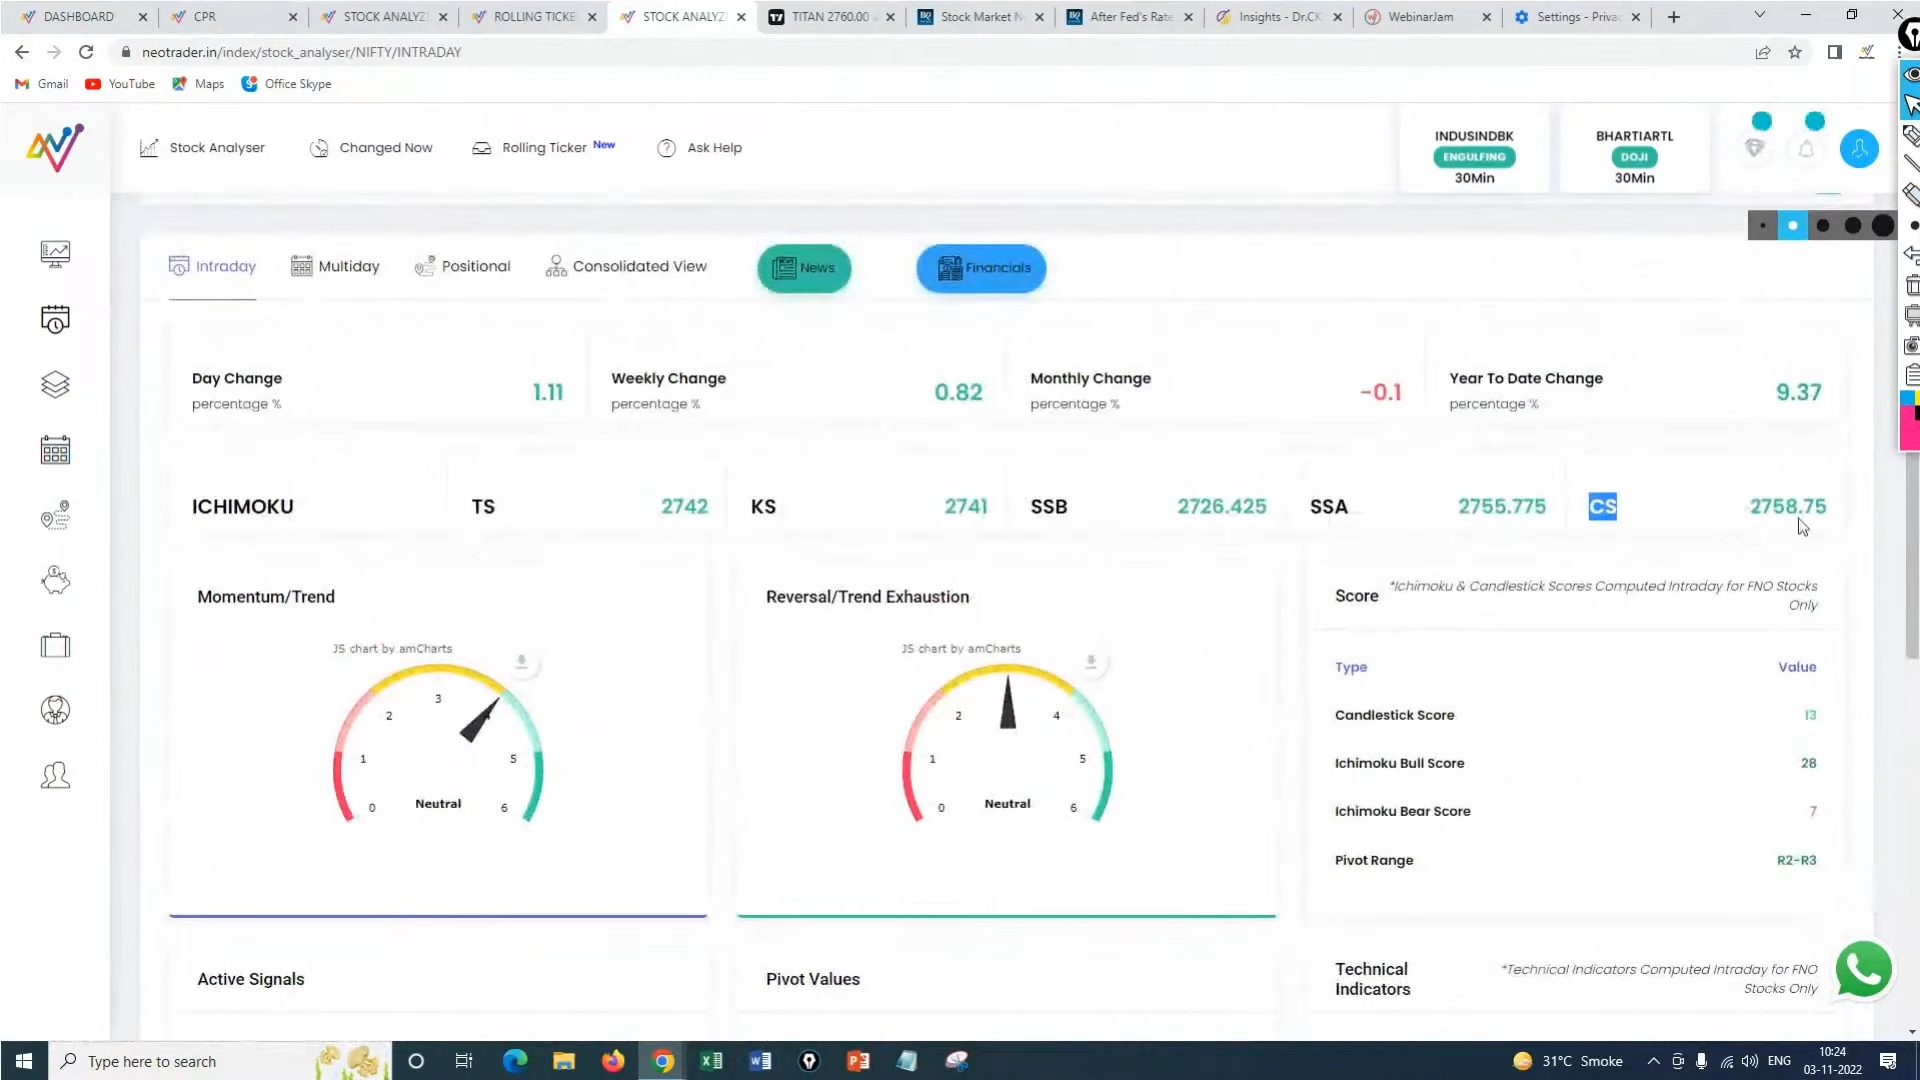 DASHBOARD
CPR
STOCK ANALYZ
ROLLING TICKE
STOCK ANALYZ
TITAN 2760.00
Stock Market N
After Fed's Rate
Insights - Dr.CK
WebinarJam
Settings - Priva
neotrader.in/index/stock_analyser/NIFTY/INTRADAY
Gmail
YouTube
Maps
Office Skype
Stock Analyser
Changed Now
Rolling Ticker New
Ask Help
INDUSINDBK
ENGULFING
30Min
BHARTIARTL
DOJI
30Min
Intraday
Multiday
Positional
Consolidated View
News
Financials
Day Change
percentage %
1.11
Weekly Change
percentage %
0.82
Monthly Change
percentage %
-0.1
Year To Date Change
percentage %
9.37
ICHIMOKU
TS 2742
KS 2741
SSB 2726.425
SSA 2755.775
CS 2758.75
Momentum/Trend
JS chart by amCharts
0 1 2 3 5 6
Neutral
Reversal/Trend Exhaustion
JS chart by amCharts
0 1 2 4 5 6
Neutral
Score
*Ichimoku & Candlestick Scores Computed Intraday for FNO Stocks
Only
Type Value
Candlestick Score 13
Ichimoku Bull Score 28
Ichimoku Bear Score 7
Pivot Range R2-R3
Active Signals
Pivot Values
Technical
Indicators
*Technical Indicators Computed Intraday for FNO
Stocks Only
Type here to search
31°C Smoke
ENG
10:24
03-11-2022